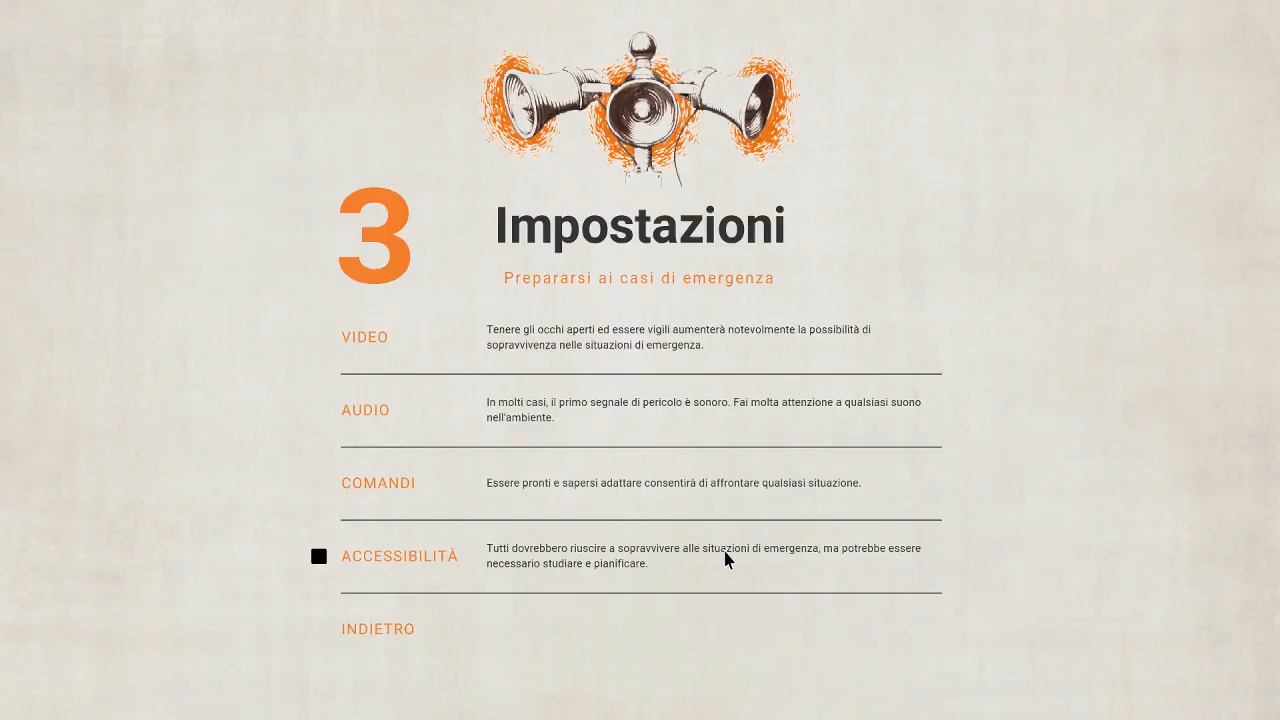 3
Impostazioni
Prepararsi ai casi di emergenza
VIDEO
Tenere gli occhi aperti ed essere vigili aumenterà notevolmente la possibilità di
sopravvivenza nelle situazioni di emergenza.
AUDIO
In molti casi, il primo segnale di pericolo è sonoro. Fai molta attenzione a qualsiasi suono
nell'ambiente.
COMANDI
Essere pronti e sapersi adattare consentirà di affrontare qualsiasi situazione.
ACCESSIBILITÀ
Tutti dovrebbero riuscire a sopravvivere alle situazioni di emergenza, ma potrebbe essere
necessario studiare e pianificare.
INDIETRO